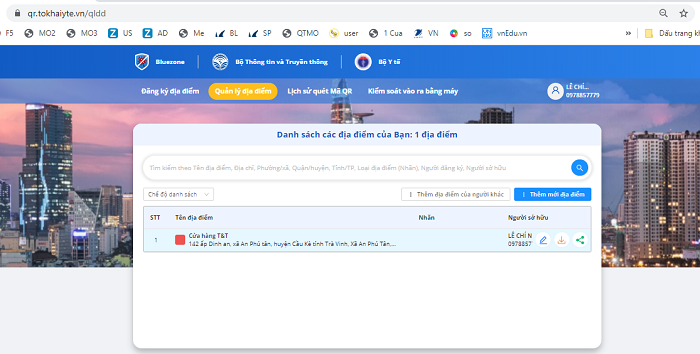 qr.tokhaiyte.vn/qldd
F5 MO2 MO3 US AD Me BL SP QTMO user 1 Cua VN so vnEdu.vn » Dấu trang kh
Bluezone Bộ Thông tin và Truyền thông Bộ Y tế
Đăng ký địa điểm Quản lý địa điểm Lịch sử quét Mã QR Kiểm soát vào ra bằng máy LÊ CHÍ...
0978857779
Danh sách các địa điểm của Bạn: 1 địa điểm
Tìm kiếm theo Tên địa điểm, Địa chỉ, Phường/xã, Quận/huyện, Tỉnh/TP, Loại địa điểm (Nhãn), Người đăng ký, Người sở hữu
Chế độ danh sách Thêm địa điểm của người khác Thêm mới địa điểm
STT Tên địa điểm Nhãn Người sở hữu
1 Cửa hàng T&T LÊ CHÍ N
142 ấp Dinh an, xã An Phú tân, huyện Cầu Kè tỉnh Trà Vinh, Xã An Phú Tân,... 0978857